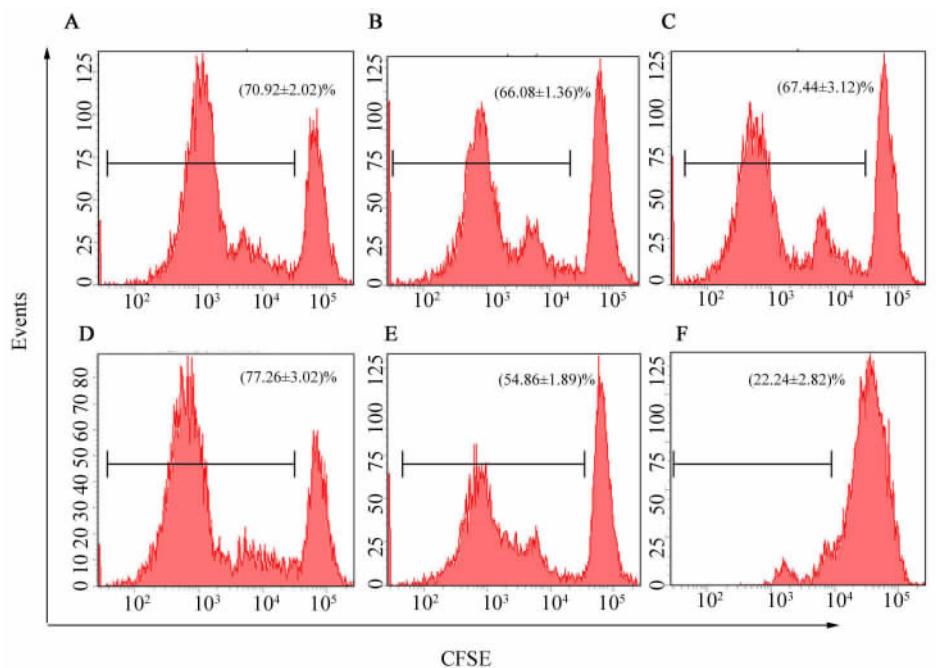 A
B
C
(70.92±2.02)%
(66.08±1.36)%
(67.44±3.12)%
0 25 50 75 100 125
0 25 50 75 100 125
0 25 50 75 100 125
10² 10³ 10⁴ 10⁵
10² 10³ 10⁴ 10⁵
10² 10³ 10⁴ 10⁵
Events
D
E
F
(77.26±3.02)%
(54.86±1.89)%
(22.24±2.82)%
0 10 20 30 40 50 60 70 80
0 25 50 75 100 125
0 25 50 75 100 125
10² 10³ 10⁴ 10⁵
10² 10³ 10⁴ 10⁵
10² 10³ 10⁴ 10⁵
CFSE